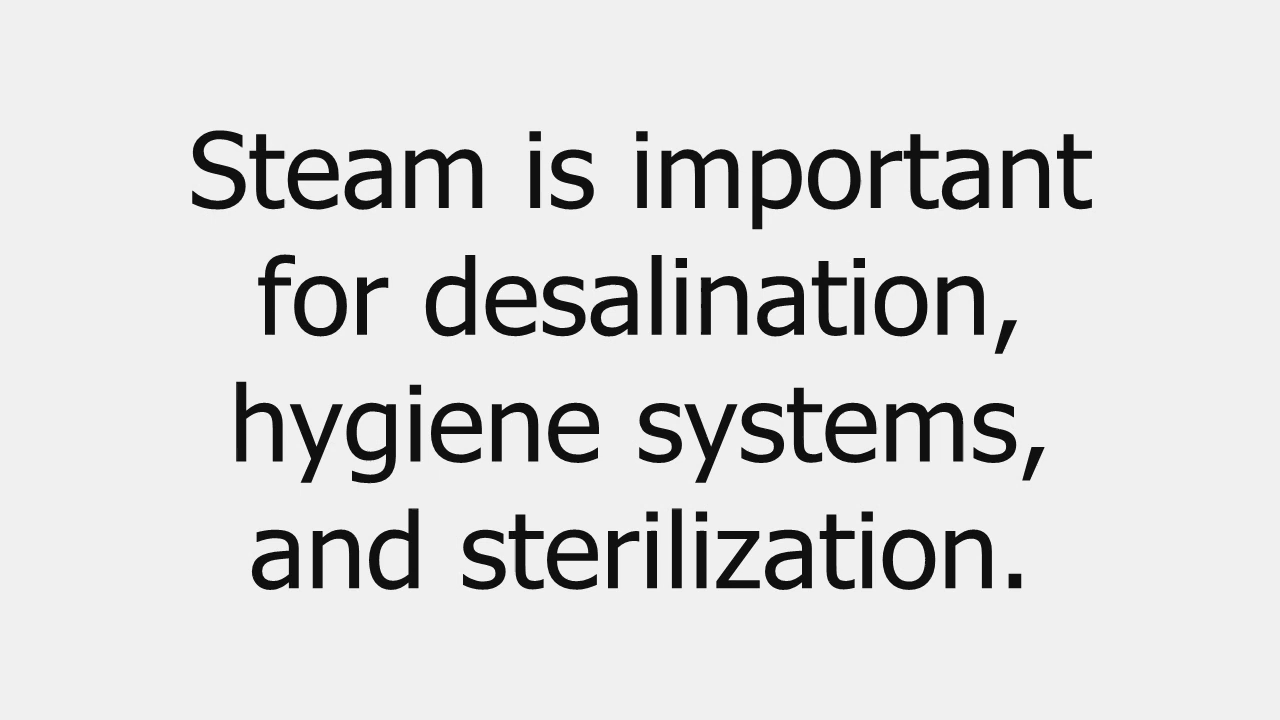 Steam is important
for desalination,
hygiene systems,
and sterilization.